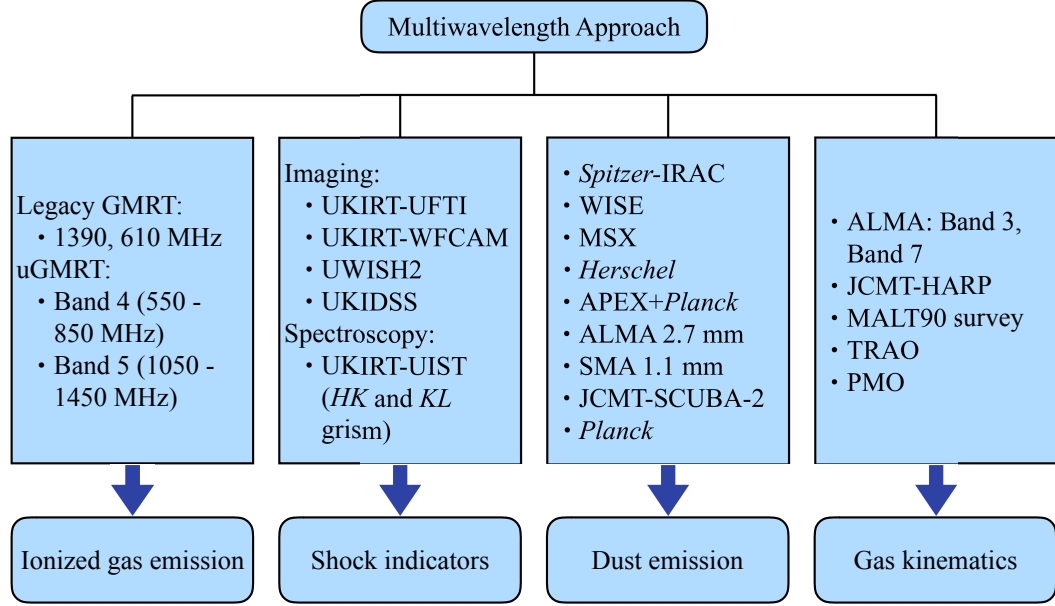 Multiwavelength Approach
Legacy GMRT:
• 1390, 610 MHz
uGMRT:
• Band 4 (550 -
850 MHz)
• Band 5 (1050 -
1450 MHz)
Imaging:
• UKIRT-UFTI
• UKIRT-WFCAM
• UWISH2
• UKIDSS
Spectroscopy:
• UKIRT-UIST
(HK and KL
grism)
• Spitzer-IRAC
• WISE
• MSX
• Herschel
• APEX+Planck
• ALMA 2.7 mm
• SMA 1.1 mm
• JCMT-SCUBA-2
• Planck
• ALMA: Band 3,
Band 7
• JCMT-HARP
• MALT90 survey
• TRAO
• PMO
Ionized gas emission
Shock indicators
Dust emission
Gas kinematics